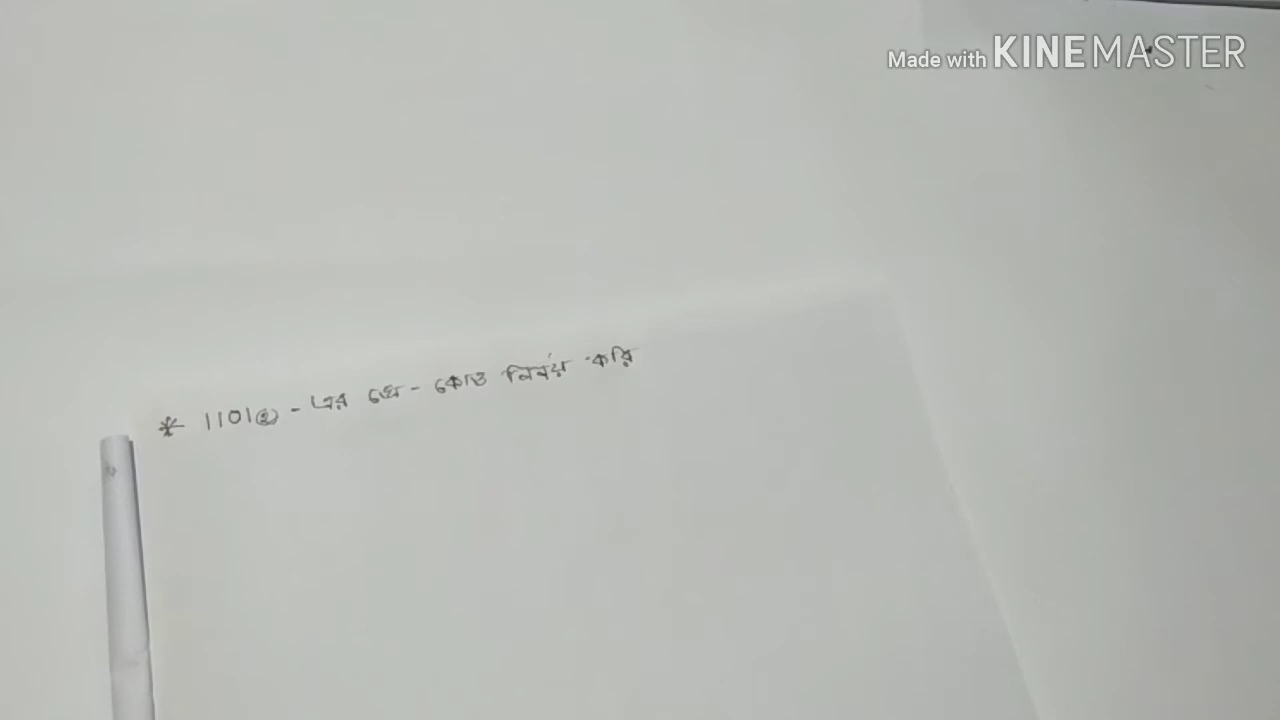 Made with KINEMASTER
* 1101(2) - এর গ্রে - কোড নির্ণয় করি